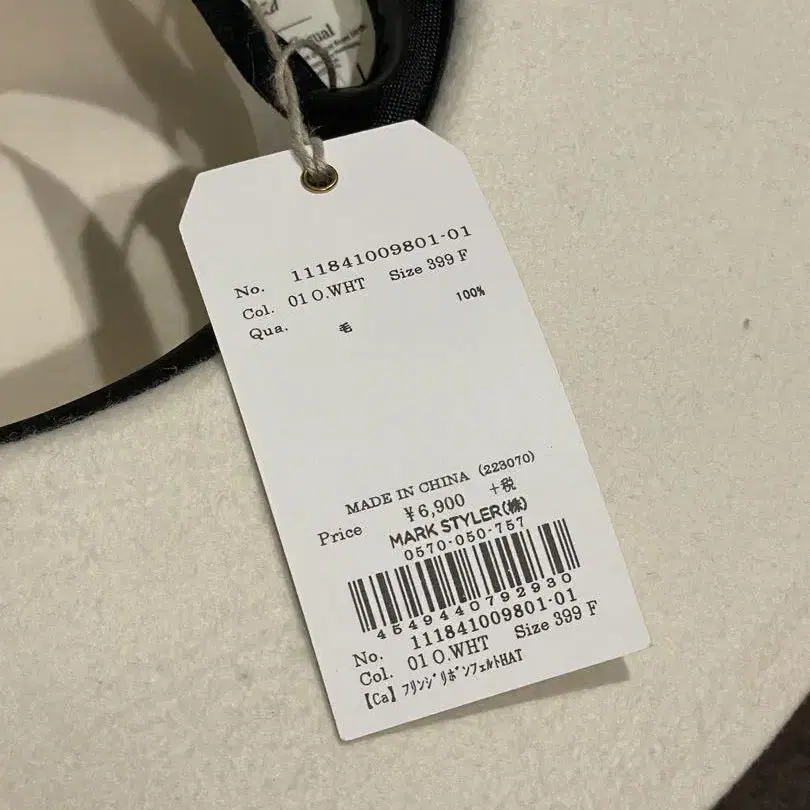 No. 111841009801-01
Col. 01 O.WHT Size 399 F
Qua. 毛 100%
MADE IN CHINA (223070)
Price ¥6,900 +税
MARK STYLER(株)
0570-050-757
4549440792930
No. 111841009801-01
Col. 01 O.WHT Size 399 F
【Ca】フリンジリボンフェルトHAT